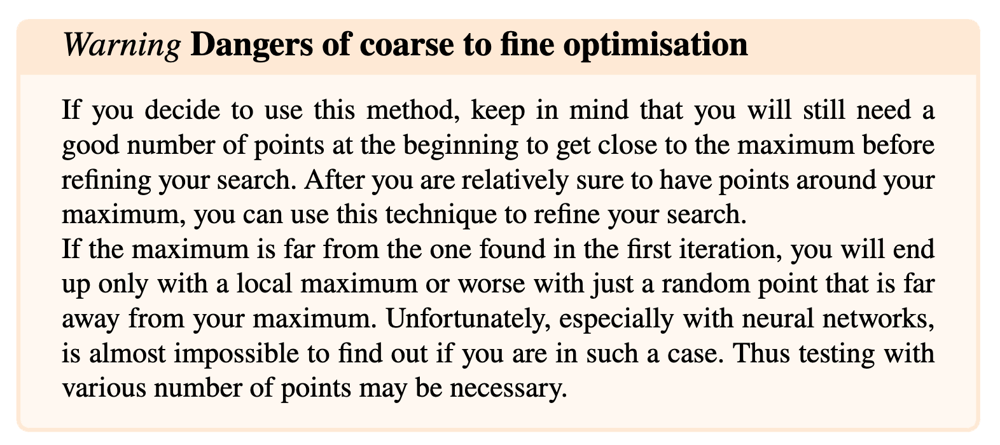 Warning Dangers of coarse to fine optimisation
If you decide to use this method, keep in mind that you will still need a
good number of points at the beginning to get close to the maximum before
refining your search. After you are relatively sure to have points around your
maximum, you can use this technique to refine your search.
If the maximum is far from the one found in the first iteration, you will end
up only with a local maximum or worse with just a random point that is far
away from your maximum. Unfortunately, especially with neural networks,
is almost impossible to find out if you are in such a case. Thus testing with
various number of points may be necessary.